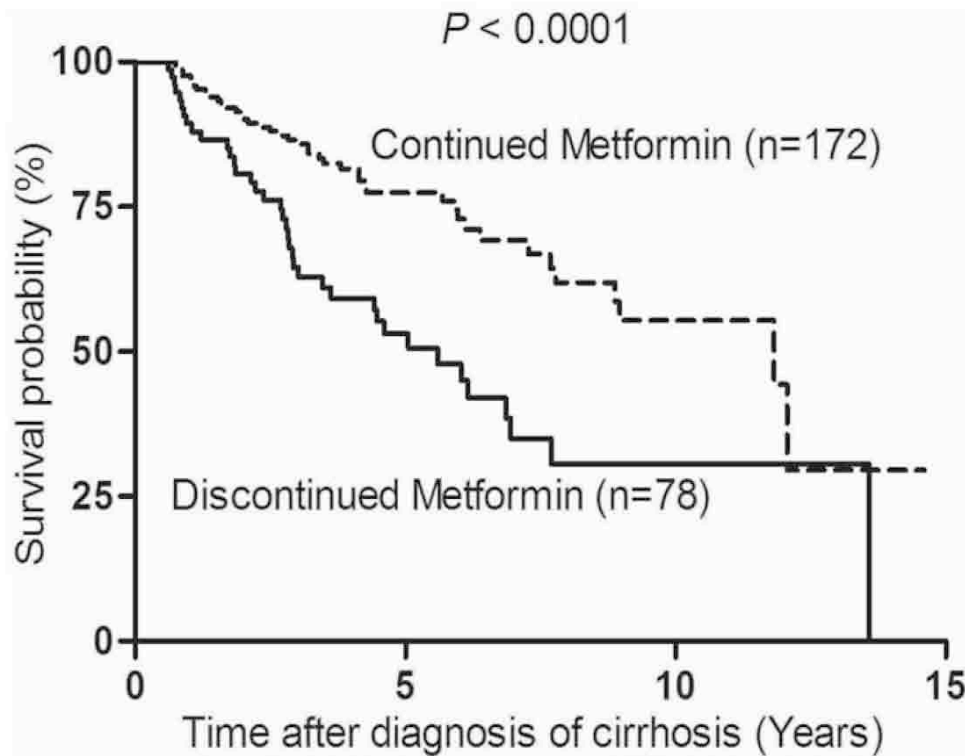 P < 0.0001
100
75
50
25
0
Survival probability (%)
Continued Metformin (n=172)
Discontinued Metformin (n=78)
0 5 10 15
Time after diagnosis of cirrhosis (Years)